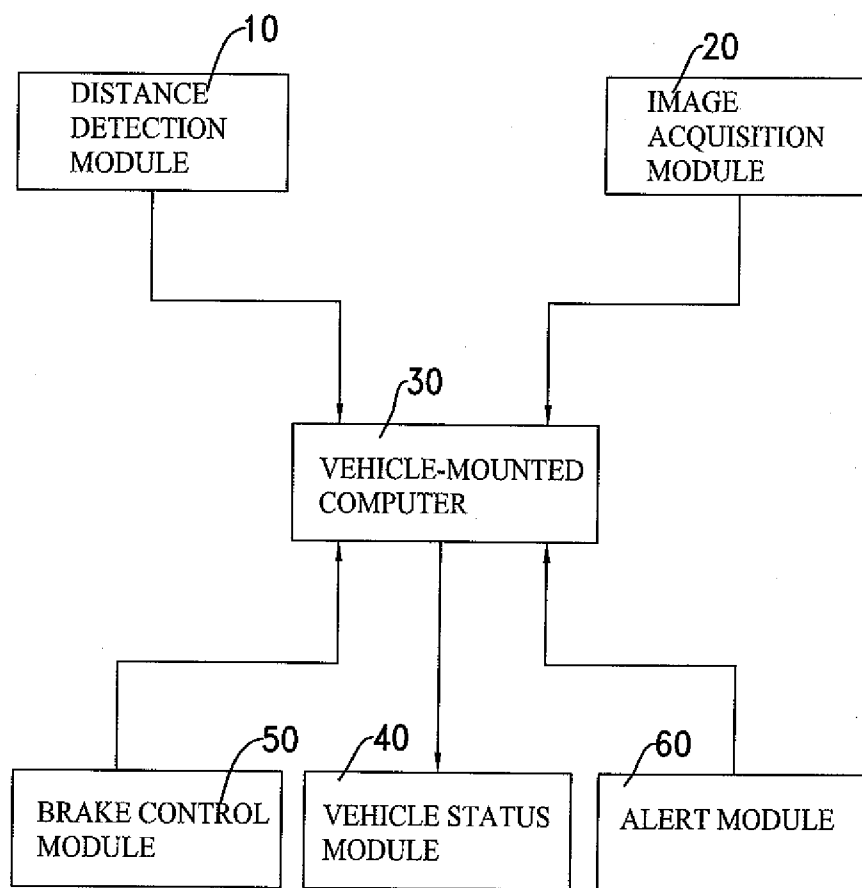 10
DISTANCE
DETECTION
MODULE
20
IMAGE
ACQUISITION
MODULE
30
VEHICLE-MOUNTED
COMPUTER
50
BRAKE CONTROL
MODULE
40
VEHICLE STATUS
MODULE
60
ALERT MODULE